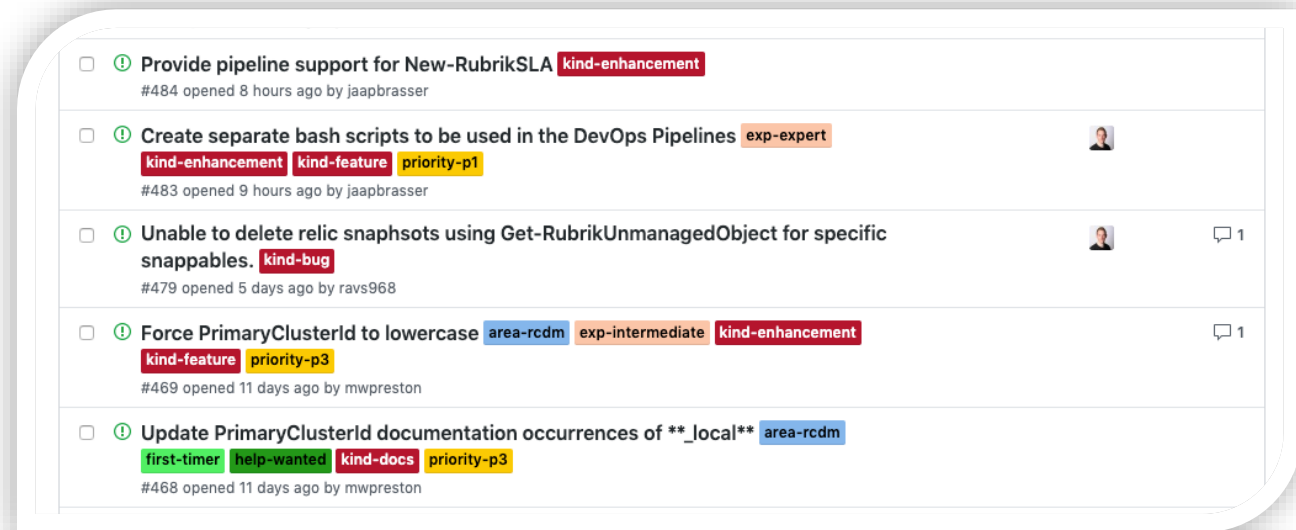 Provide pipeline support for New-RubrikSLA kind-enhancement
#484 opened 8 hours ago by jaapbrasser
Create separate bash scripts to be used in the DevOps Pipelines exp-expert
kind-enhancement kind-feature priority-p1
#483 opened 9 hours ago by jaapbrasser
Unable to delete relic snaphsots using Get-RubrikUnmanagedObject for specific
snappables. kind-bug
1
#479 opened 5 days ago by ravs968
Force PrimaryClusterId to lowercase area-rcdm exp-intermediate kind-enhancement
1
kind-feature priority-p3
#469 opened 11 days ago by mwpreston
Update PrimaryClusterId documentation occurrences of **_local** area-rcdm
first-timer help-wanted kind-docs priority-p3
#468 opened 11 days ago by mwpreston